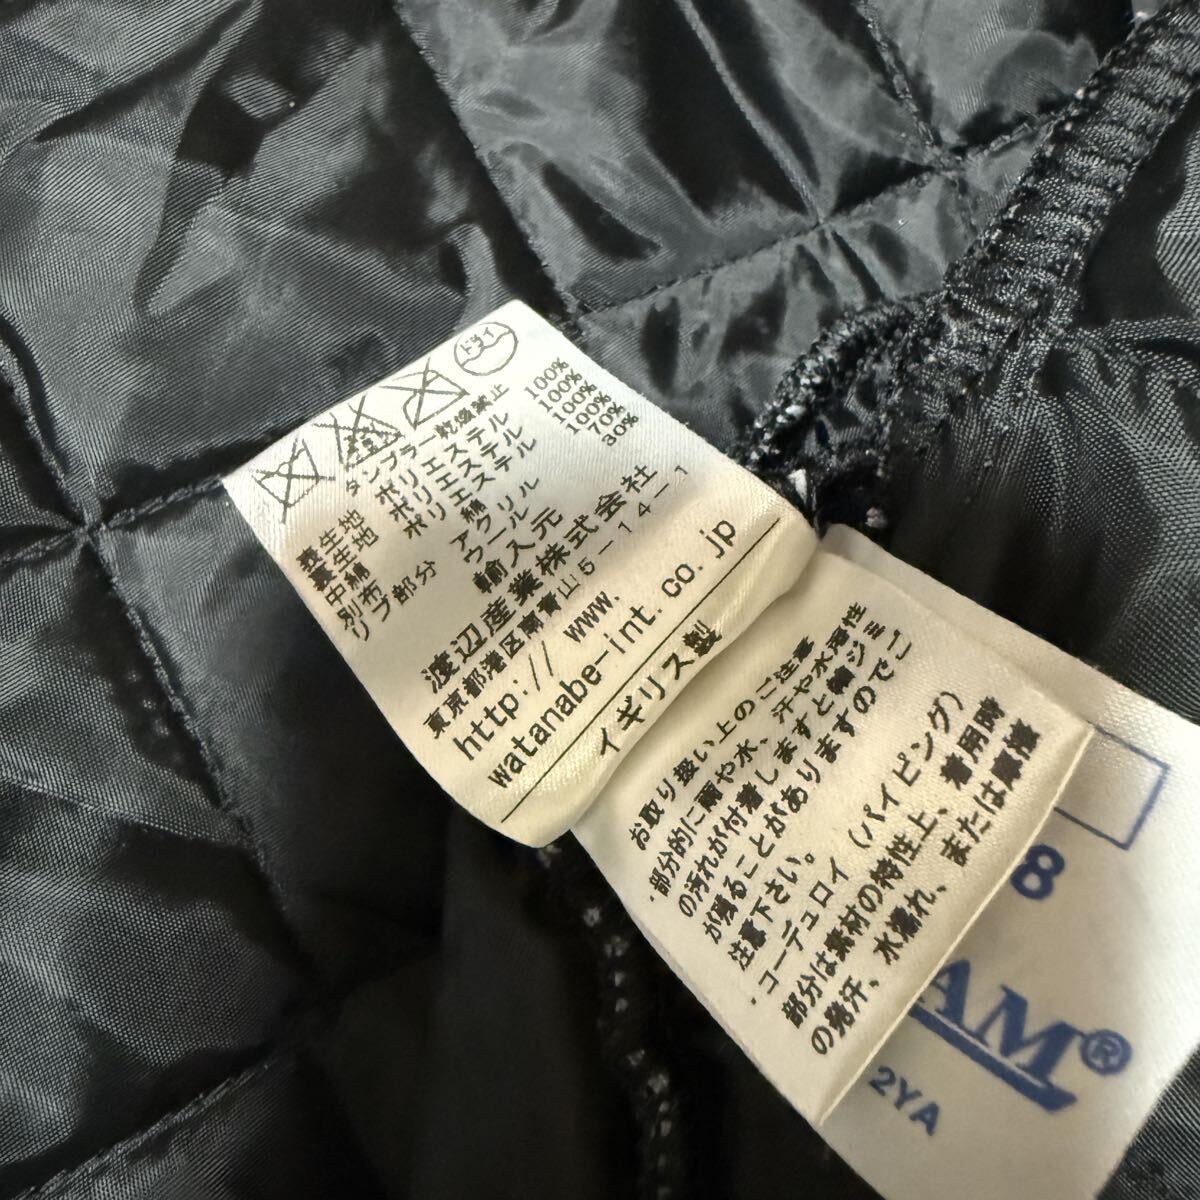 ドライ
タンブラー乾燥禁止
表生地 ポリエステル 100%
裏生地 ポリエステル 100%
中綿 ポリエステル 100%
別布 綿 100%
リブ部分 アクリル 70%
ウール 30%
輸入元
渡辺産業株式会社
東京都港区南青山5-14-1
http://www.
watanabe-int.co.jp
イギリス製
お取り扱い上のご注意
・部分的に雨や水、汗や水溶性
の汚れが付着しますと輪ジミ
が残ることがありますのでご
注意下さい。
・コーデュロイ(パイピング)
部分は素材の特性上、着用時
の発汗、水濡れ、または摩擦
8
AM®
2YA